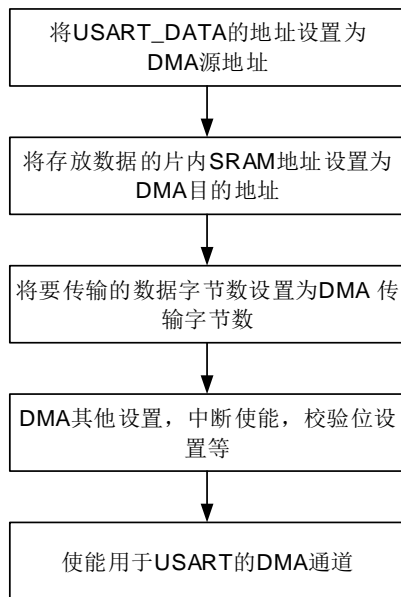 将USART_DATA的地址设置为
DMA源地址
将存放数据的片内SRAM地址设置为
DMA目的地址
将要传输的数据字节数设置为DMA 传
输字节数
DMA其他设置，中断使能，校验位设
置等
使能用于USART的DMA通道